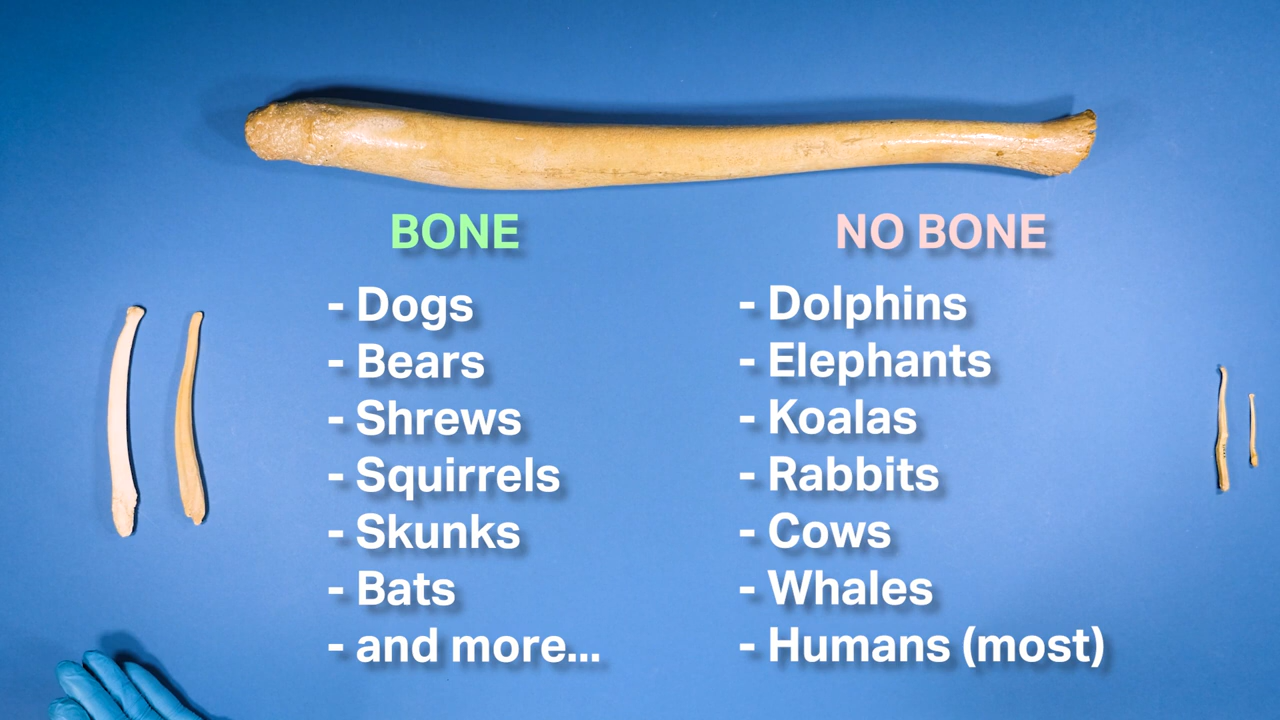 BONE
- Dogs
- Bears
- Shrews
- Squirrels
- Skunks
- Bats
- and more...
NO BONE
- Dolphins
- Elephants
- Koalas
- Rabbits
- Cows
- Whales
- Humans (most)